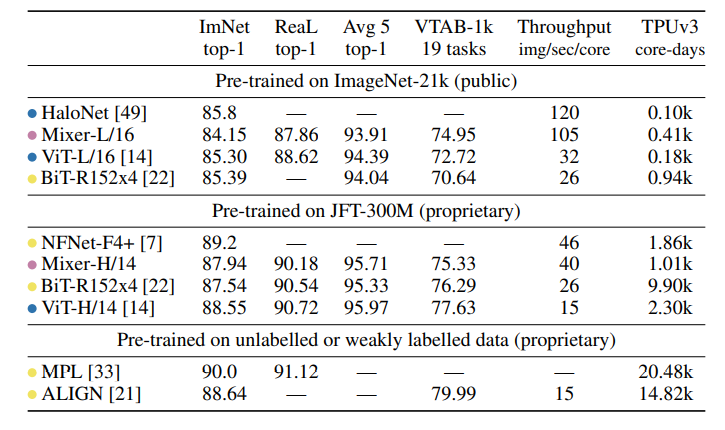 ImNet ReaL Avg 5 VTAB-1k Throughput TPUv3
top-1 top-1 top-1 19 tasks img/sec/core core-days
Pre-trained on ImageNet-21k (public)
HaloNet [49] 85.8 — — — 120 0.10k
Mixer-L/16 84.15 87.86 93.91 74.95 105 0.41k
ViT-L/16 [14] 85.30 88.62 94.39 72.72 32 0.18k
BiT-R152x4 [22] 85.39 — 94.04 70.64 26 0.94k
Pre-trained on JFT-300M (proprietary)
NFNet-F4+ [7] 89.2 — — — 46 1.86k
Mixer-H/14 87.94 90.18 95.71 75.33 40 1.01k
BiT-R152x4 [22] 87.54 90.54 95.33 76.29 26 9.90k
ViT-H/14 [14] 88.55 90.72 95.97 77.63 15 2.30k
Pre-trained on unlabelled or weakly labelled data (proprietary)
MPL [33] 90.0 91.12 — — — 20.48k
ALIGN [21] 88.64 — — 79.99 15 14.82k